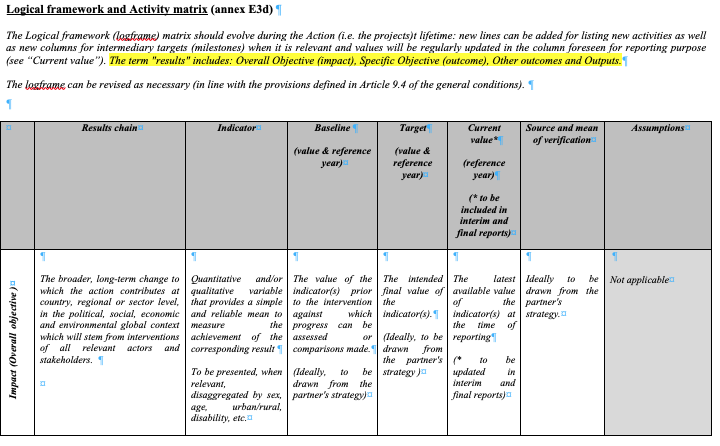 Logical framework and Activity matrix (annex E3d) ¶
The Logical framework (logframe) matrix should evolve during the Action (i.e. the projects)t lifetime: new lines can be added for listing new activities as well
as new columns for intermediary targets (milestones) when it is relevant and values will be regularly updated in the column foreseen for reporting purpose
(see “Current value”). The term "results" includes: Overall Objective (impact), Specific Objective (outcome), Other outcomes and Outputs.¶
The logframe can be revised as necessary (in line with the provisions defined in Article 9.4 of the general conditions). ¶
¶
Results chain
Indicator
Baseline ¶
(value & reference
year)
Target¶
(value &
reference
year)
Current
value*¶
(reference
year)¶
(* to be
included in
interim and
final reports)
Source and mean
of verification
Assumptions
Impact (Overall objective )
¶
The broader, long-term change to
which the action contributes at
country, regional or sector level,
in the political, social, economic
and environmental global context
which will stem from interventions
of all relevant actors and
stakeholders. ¶
¶
Quantitative and/or
qualitative variable
that provides a simple
and reliable mean to
measure the
achievement of the
corresponding result ¶
To be presented, when
relevant,
disaggregated by sex,
age, urban/rural,
disability, etc.
¶
The value of the
indicator(s) prior
to the intervention
against which
progress can be
assessed or
comparisons made.¶
(Ideally, to be
drawn from the
partner's strategy)
¶
The intended
final value of
the
indicator(s).¶
(Ideally, to be
drawn from
the partner's
strategy )
¶
The latest
available value
of the
indicator(s) at
the time of
reporting¶
(* to be
updated in
interim and
final reports)
¶
Ideally to be
drawn from the
partner's
strategy.
¶
Not applicable